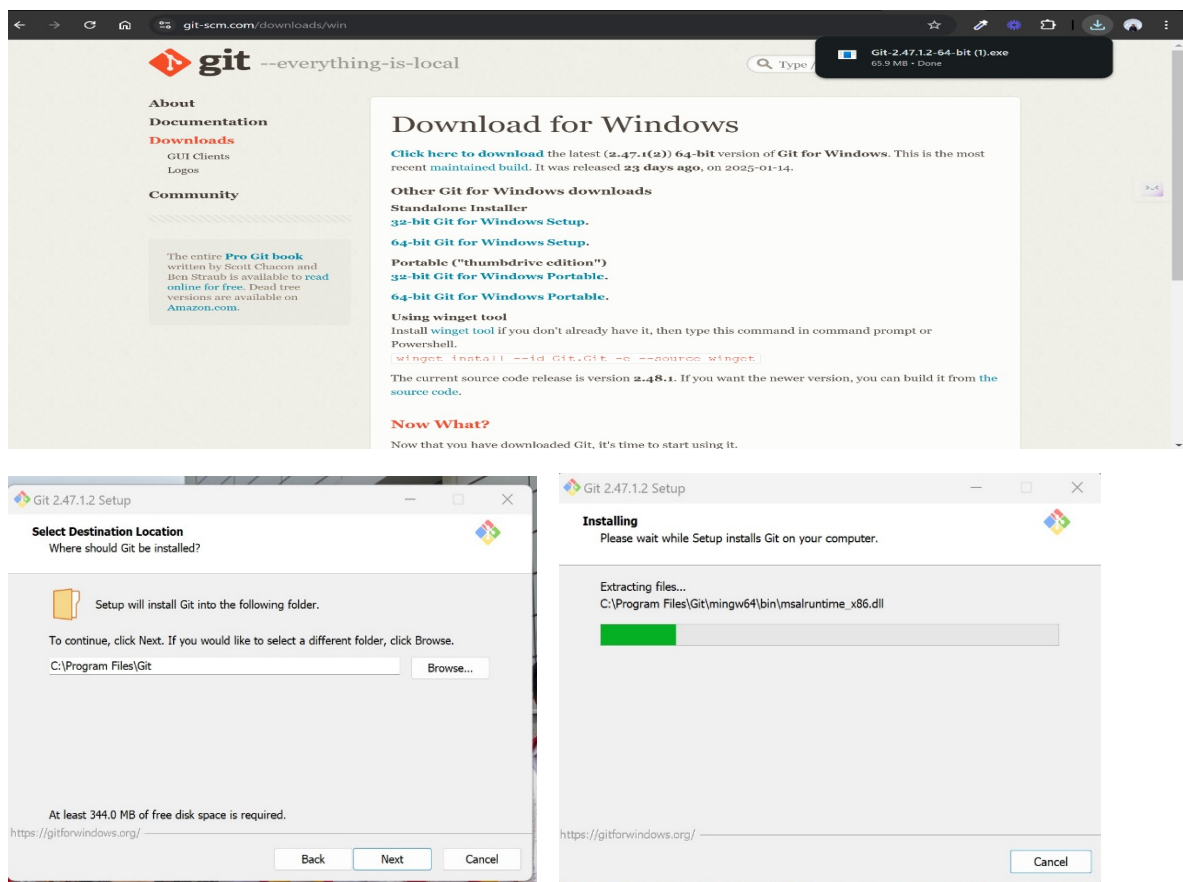 git-scm.com/downloads/win
Git-2.47.1.2-64-bit (1).exe
65.9 MB • Done
git --everything-is-local
Type /
About
Documentation
Downloads
GUI Clients
Logos
Community
The entire Pro Git book
written by Scott Chacon and
Ben Straub is available to read
online for free. Dead tree
versions are available on
Amazon.com.
Download for Windows
Click here to download the latest (2.47.1(2)) 64-bit version of Git for Windows. This is the most
recent maintained build. It was released 23 days ago, on 2025-01-14.
Other Git for Windows downloads
Standalone Installer
32-bit Git for Windows Setup.
64-bit Git for Windows Setup.
Portable ("thumbdrive edition")
32-bit Git for Windows Portable.
64-bit Git for Windows Portable.
Using winget tool
Install winget tool if you don't already have it, then type this command in command prompt or
Powershell.
winget install --id Git.Git -e --source winget
The current source code release is version 2.48.1. If you want the newer version, you can build it from the
source code.
Now What?
Now that you have downloaded Git, it's time to start using it.
Git 2.47.1.2 Setup
Select Destination Location
Where should Git be installed?
Setup will install Git into the following folder.
To continue, click Next. If you would like to select a different folder, click Browse.
C:\Program Files\Git
Browse...
At least 344.0 MB of free disk space is required.
https://gitforwindows.org/
Back
Next
Cancel
Git 2.47.1.2 Setup
Installing
Please wait while Setup installs Git on your computer.
Extracting files...
C:\Program Files\Git\mingw64\bin\msalruntime_x86.dll
https://gitforwindows.org/
Cancel